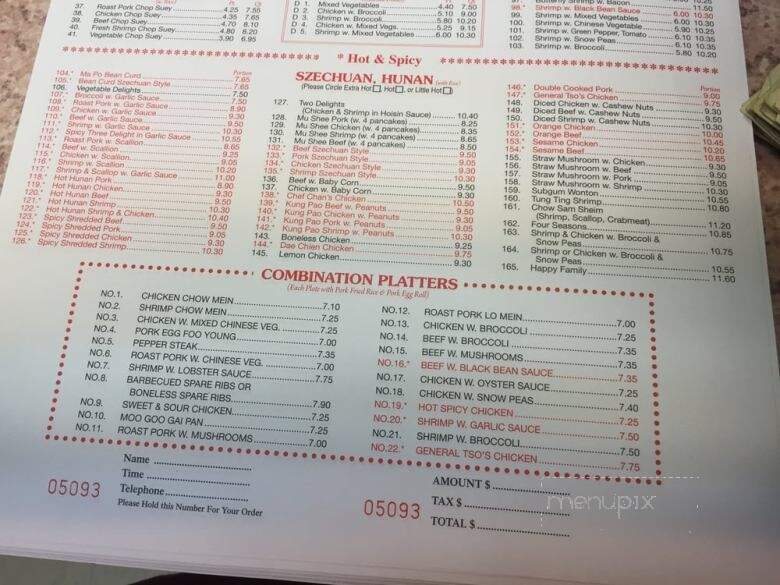 37. Roast Pork Chop Suey 4.25 7.55
38. Chicken Chop Suey 4.35 7.65
39. Beef Chop Suey 4.70 8.10
40. Fresh Shrimp Chop Suey 4.80 8.20
41. Vegetable Chop Suey 3.90 6.95
D 1. Mixed Vegetables 4.40 7.50
D 2. Chicken w. Broccoli 5.10 9.00
D 3. Shrimp w. Broccoli 5.80 10.20
D 4. Chicken w. Mixed Vegs. 5.25 9.15
D 5. Shrimp w. Mixed Vegetables 6.00 10.30
Butterfly Shrimp w. Bacon
98.* Shrimp w. Black Bean Sauce 6.00 10.30
99. Shrimp w. Mixed Vegetables 6.00 10.30
100. Shrimp w. Chinese Vegetable 5.90 10.25
101. Shrimp w. Green Pepper, Tomato 6.10 10.35
102. Shrimp w. Snow Peas 6.10 10.35
103. Shrimp w. Broccoli 5.80 10.20
* Hot & Spicy
SZECHUAN, HUNAN (with Rice)
(Please Circle Extra Hot, Hot, or Little Hot)
Portion
104.* Ma Po Bean Curd 7.65
105.* Bean Curd Szechuan Style 7.65
106. Vegetable Delights 7.50
107.* Broccoli w. Garlic Sauce 7.50
108.* Roast Pork w. Garlic Sauce 8.90
109.* Chicken w. Garlic Sauce 9.30
110.* Beef w. Garlic Sauce 9.50
111.* Shrimp w. Garlic Sauce 10.30
112.* Spicy Three Delight in Garlic Sauce 10.55
113.* Roast Pork w. Scallion 8.65
114.* Beef w. Scallion 9.25
115.* Chicken w. Scallion 9.05
116.* Shrimp w. Scallion 10.20
117.* Shrimp & Scallop w. Garlic Sauce 11.00
118.* Hot Hunan Pork 8.90
119.* Hot Hunan Chicken 9.30
120.* Hot Hunan Beef 9.50
121.* Hot Hunan Shrimp 10.30
122.* Hot Hunan Shrimp & Chicken 10.40
123.* Spicy Shredded Beef 9.50
124.* Spicy Shredded Pork 9.05
125.* Spicy Shredded Chicken 9.30
126.* Spicy Shredded Shrimp 10.30
127. Two Delights
(Chicken & Shrimp in Hoisin Sauce) 10.40
128. Mu Shee Pork (w. 4 pancakes) 8.25
129. Mu Shee Chicken (w. 4 pancakes) 8.35
130. Mu Shee Shrimp (w. 4 pancakes) 8.65
131. Mu Shee Beef (w. 4 pancakes) 8.50
132.* Beef Szechuan Style 9.50
133.* Pork Szechuan Style 9.05
134.* Chicken Szechuan Style 9.30
135.* Shrimp Szechuan Style 10.30
136. Beef w. Baby Corn 9.50
137. Chicken w. Baby Corn 9.30
138.* Chef Chan's Chicken 10.50
139.* Kung Pao Beef w. Peanuts 9.50
140.* Kung Pao Chicken w. Peanuts 9.30
141.* Kung Pao Pork w. Peanuts 9.05
142.* Kung Pao Shrimp w. Peanuts 10.30
143. Boneless Chicken 9.25
144.* Dae Chien Chicken 9.75
145. Lemon Chicken 9.30
Portion
146.* Double Cooked Pork 9.00
147.* General Tso's Chicken 9.75
148. Diced Chicken w. Cashew Nuts 9.30
149. Diced Beef w. Cashew Nuts 9.50
150. Diced Shrimp w. Cashew Nuts 10.30
151.* Orange Chicken 10.00
152.* Orange Beef 10.45
153.* Sesame Chicken 10.20
154.* Sesame Beef 10.65
155. Straw Mushroom w. Chicken 9.30
156. Straw Mushroom w. Beef 9.50
157. Straw Mushroom w. Pork 9.05
158. Straw Mushroom w. Shrimp 10.30
159. Subgum Wonton 10.55
160. Tung Ting Shrimp 10.80
161. Chow Sam Sheim
(Shrimp, Scallop, Crabmeat) 11.20
162. Four Seasons 10.85
163. Shrimp & Chicken w. Broccoli &
Snow Peas 10.75
164. Shrimp or Chicken w. Broccoli &
Snow Peas 10.55
165. Happy Family 11.60
COMBINATION PLATTERS
(Each Plate with Pork Fried Rice & Pork Egg Roll)
NO.1. CHICKEN CHOW MEIN 7.10
NO.2. SHRIMP CHOW MEIN 7.25
NO.3. CHICKEN W. MIXED CHINESE VEG. 7.25
NO.4. PORK EGG FOO YOUNG 7.00
NO.5. PEPPER STEAK 7.35
NO.6. ROAST PORK W. CHINESE VEG. 7.00
NO.7. SHRIMP W. LOBSTER SAUCE 7.75
NO.8. BARBECUED SPARE RIBS OR
BONELESS SPARE RIBS 7.90
NO.9. SWEET & SOUR CHICKEN 7.25
NO.10. MOO GOO GAI PAN 7.25
NO.11. ROAST PORK W. MUSHROOMS 7.00
NO.12. ROAST PORK LO MEIN 7.00
NO.13. CHICKEN W. BROCCOLI 7.25
NO.14. BEEF W. BROCCOLI 7.35
NO.15. BEEF W. MUSHROOMS 7.35
NO.16.* BEEF W. BLACK BEAN SAUCE 7.35
NO.17. CHICKEN W. OYSTER SAUCE 7.25
NO.18. CHICKEN W. SNOW PEAS 7.40
NO.19.* HOT SPICY CHICKEN 7.25
NO.20.* SHRIMP W. GARLIC SAUCE 7.50
NO.21. SHRIMP W. BROCCOLI 7.50
NO.22.* GENERAL TSO'S CHICKEN 7.75
Name
Time
Telephone
Please Hold this Number For Your Order
05093
05093
AMOUNT $
TAX $
TOTAL $
menupix